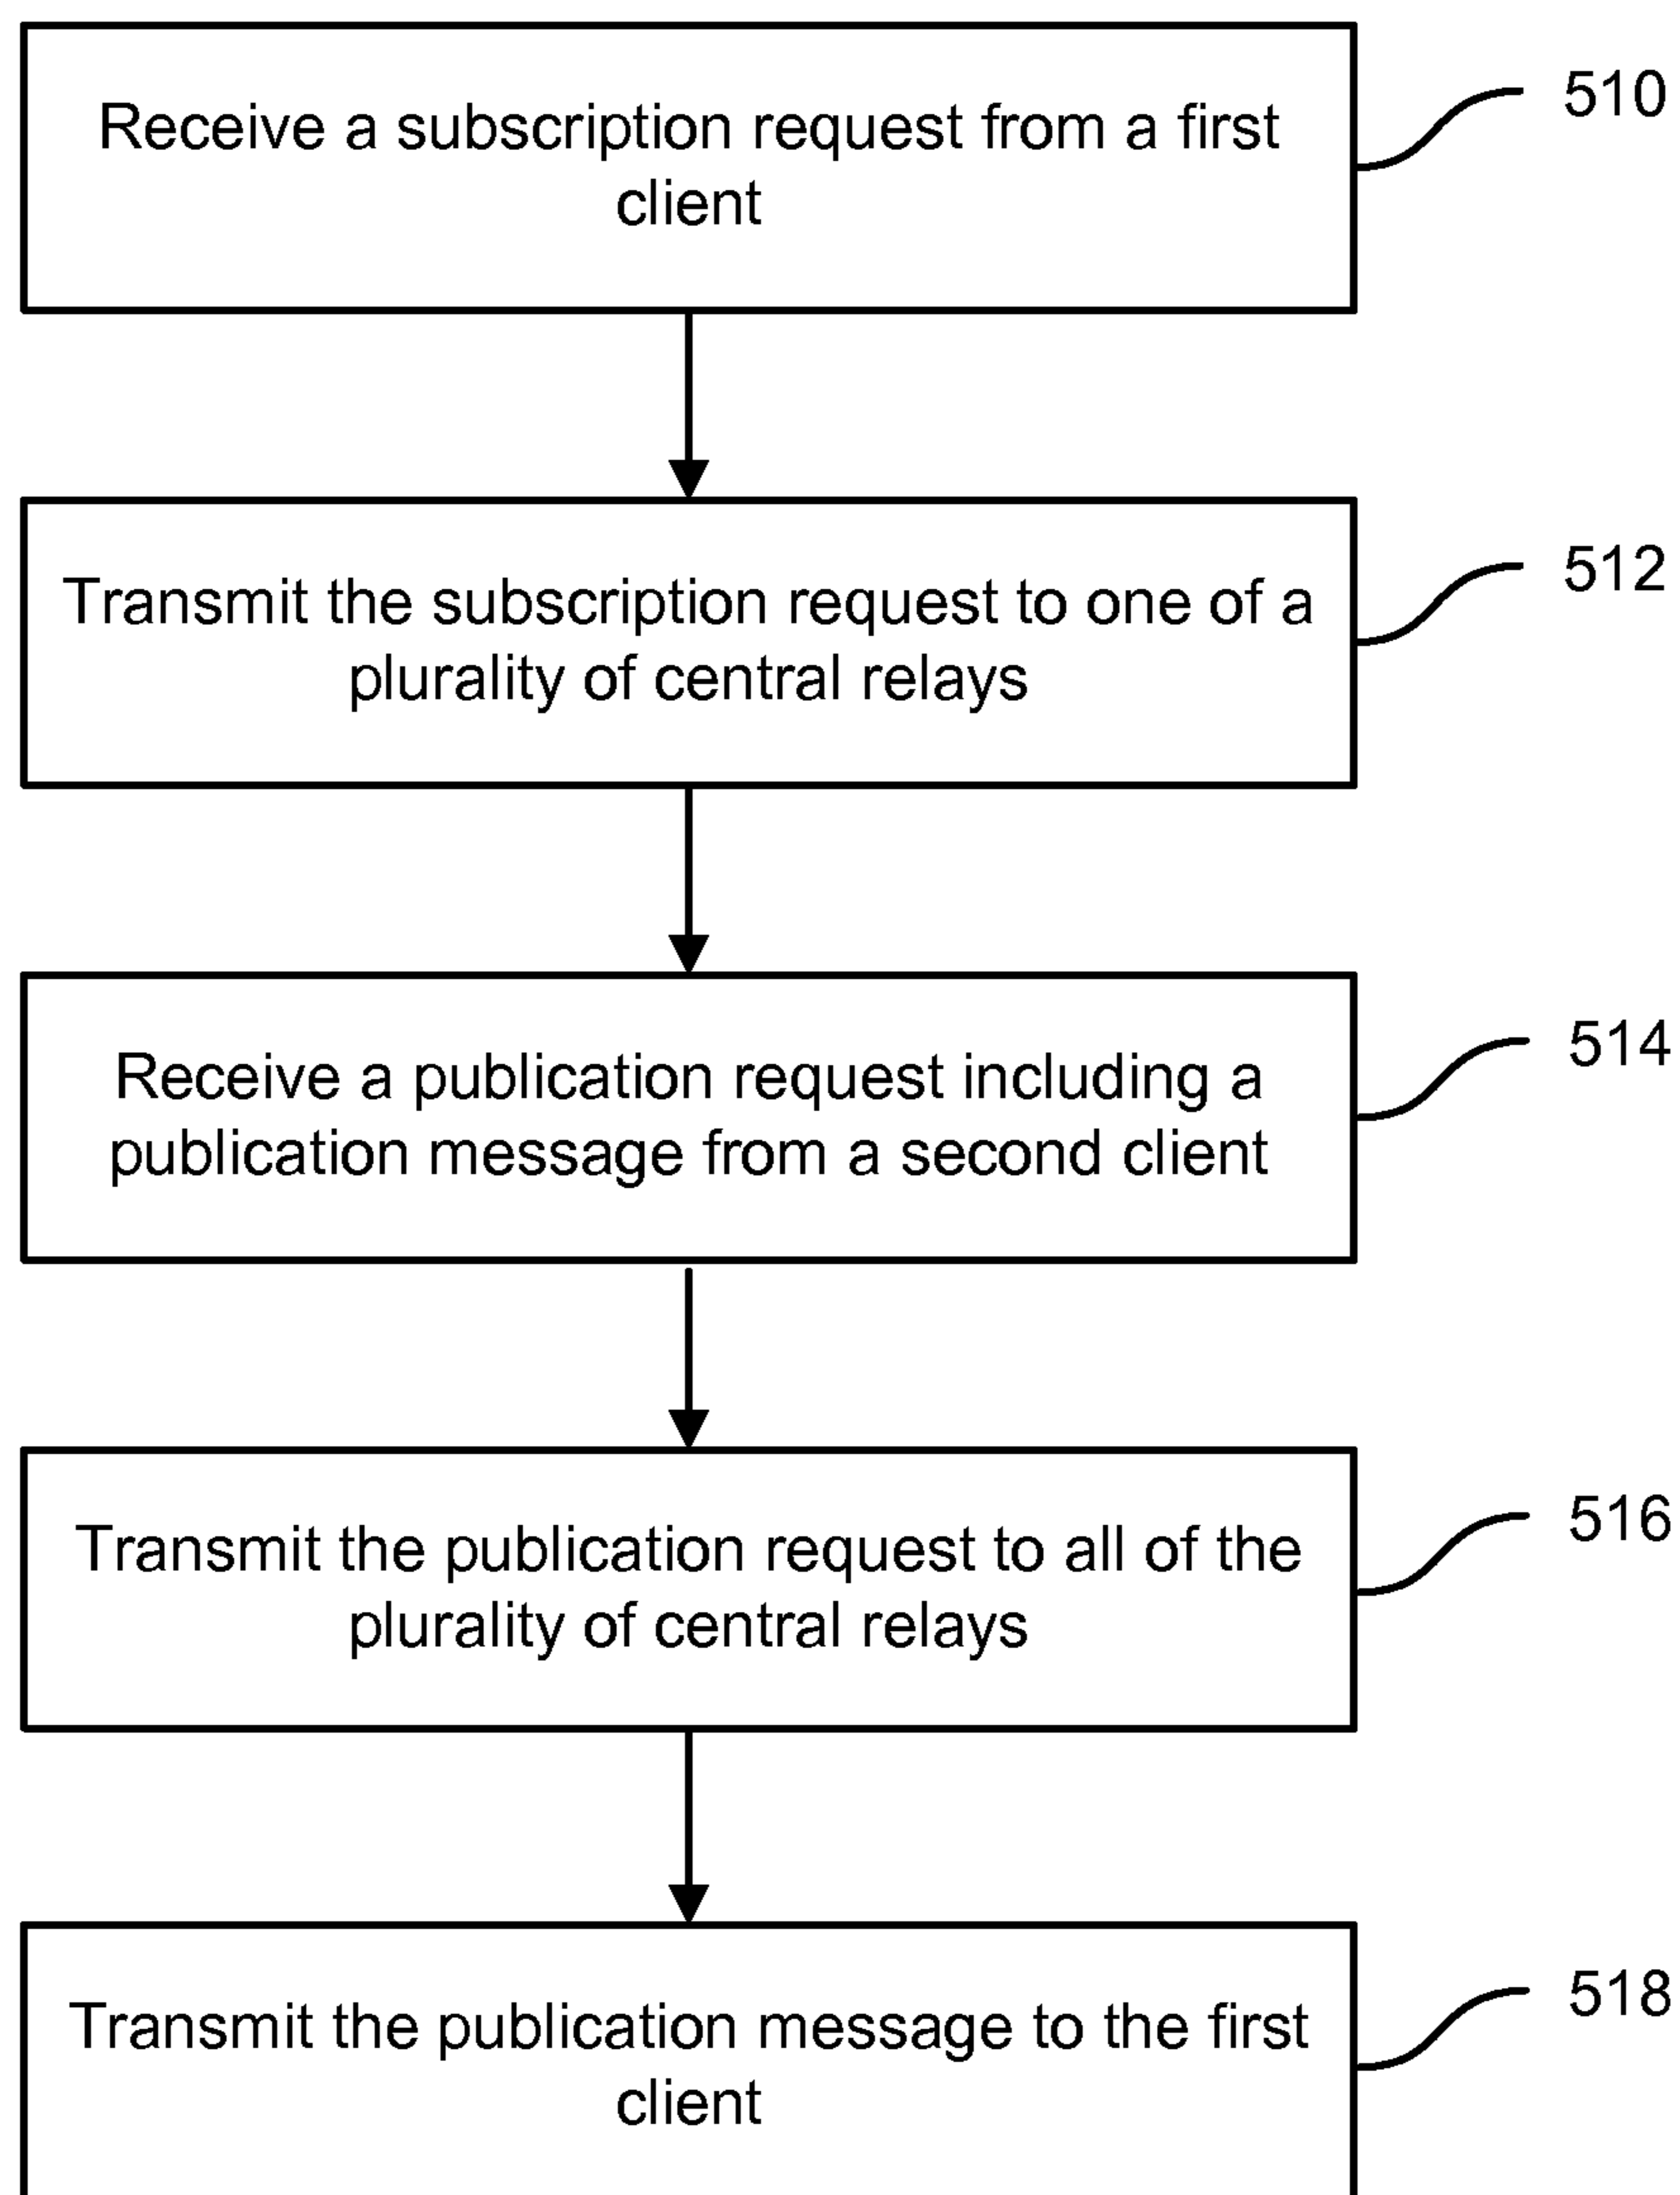 Receive a subscription request from a first
client
510
Transmit the subscription request to one of a
plurality of central relays
512
Receive a publication request including a
publication message from a second client
514
Transmit the publication request to all of the
plurality of central relays
516
Transmit the publication message to the first
client
518